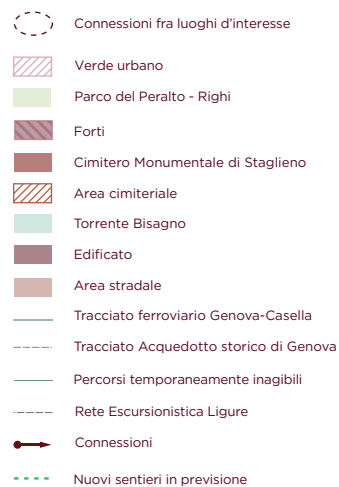 Connessioni fra luoghi d'interesse
Verde urbano
Parco del Peralto - Righi
Forti
Cimitero Monumentale di Staglieno
Area cimiteriale
Torrente Bisagno
Edificato
Area stradale
Tracciato ferroviario Genova-Casella
Tracciato Acquedotto storico di Genova
Percorsi temporaneamente inagibili
Rete Escursionistica Ligure
Connessioni
Nuovi sentieri in previsione